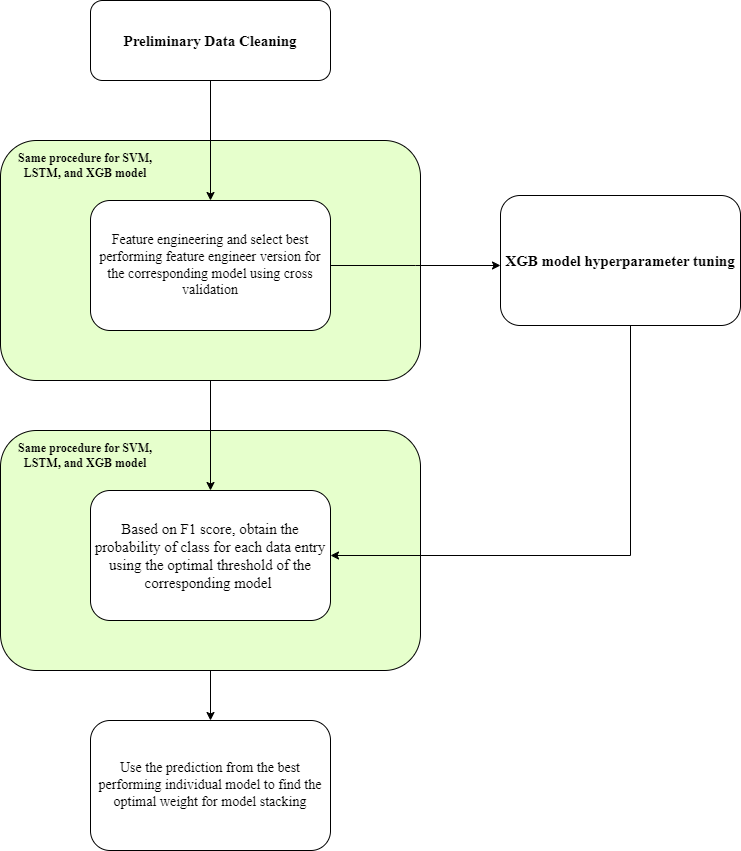 Preliminary Data Cleaning
Same procedure for SVM,
LSTM, and XGB model
Feature engineering and select best
performing feature engineer version for
the corresponding model using cross
validation
XGB model hyperparameter tuning
Same procedure for SVM,
LSTM, and XGB model
Based on F1 score, obtain the
probability of class for each data entry
using the optimal threshold of the
corresponding model
Use the prediction from the best
performing individual model to find the
optimal weight for model stacking